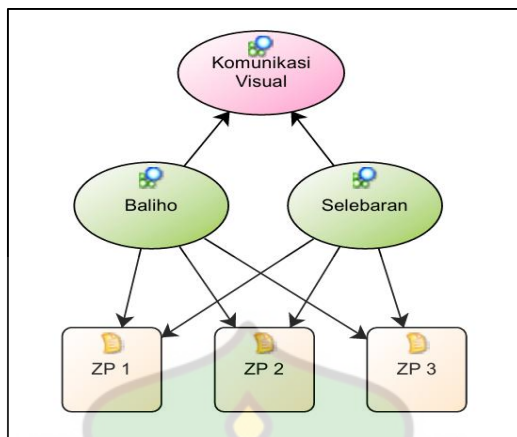 Komunikasi
Visual
Baliho
Selebaran
ZP 1
ZP 2
ZP 3